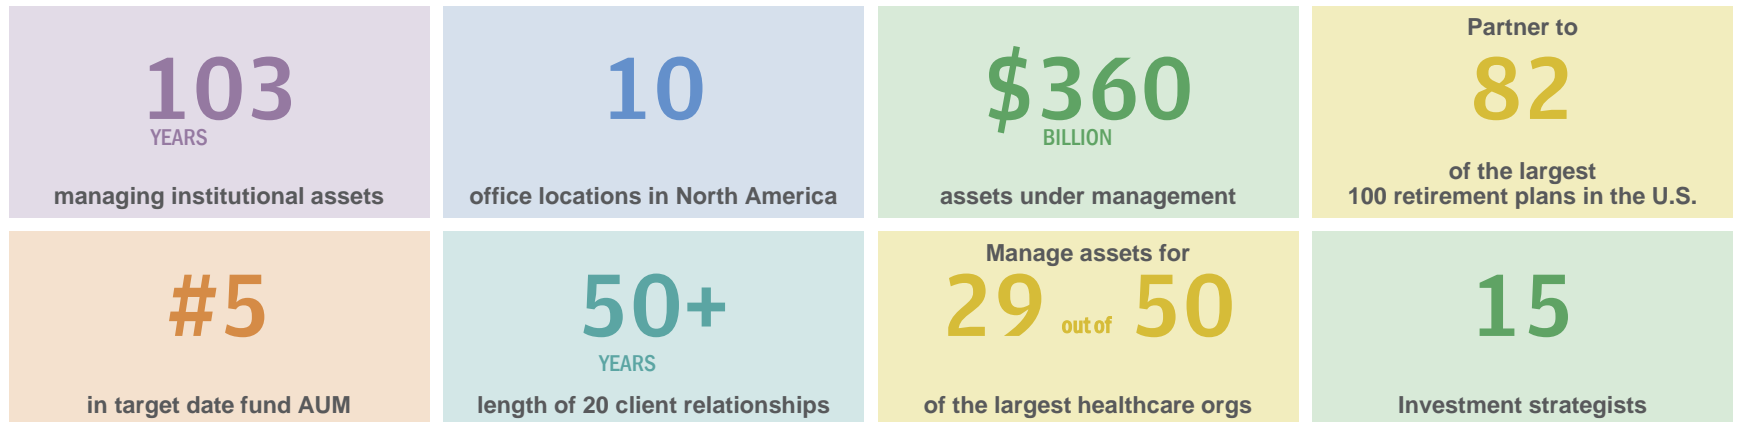 103
YEARS
managing institutional assets
10
office locations in North America
$360
BILLION
assets under management
Partner to
82
of the largest
100 retirement plans in the U.S.
#5
in target date fund AUM
50+
YEARS
length of 20 client relationships
Manage assets for
29 out of 50
of the largest healthcare orgs
15
Investment strategists